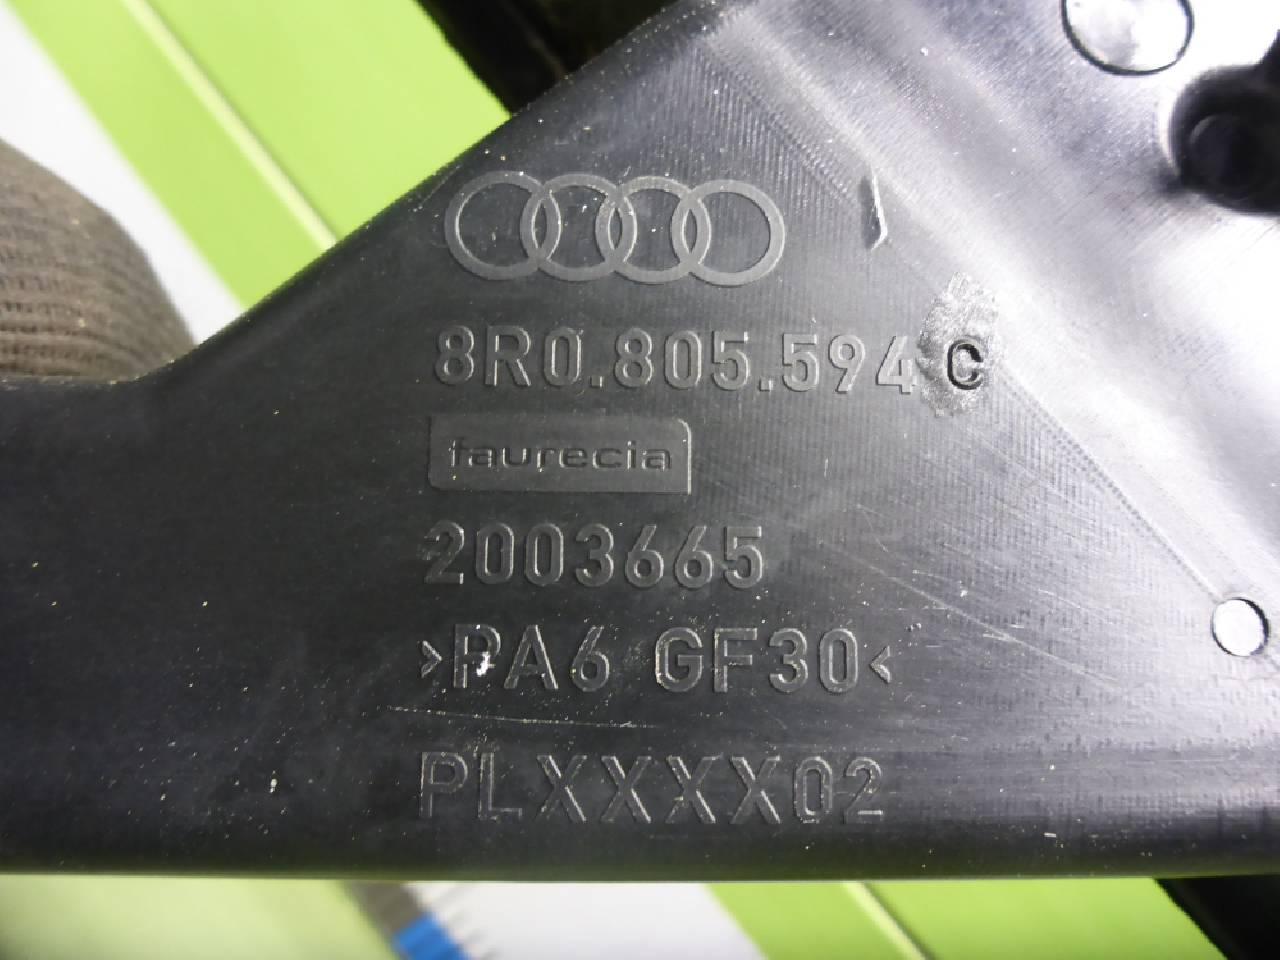 8R0.805.594 C
faurecia
2003665
>PA6 GF30<
PLXXXX02